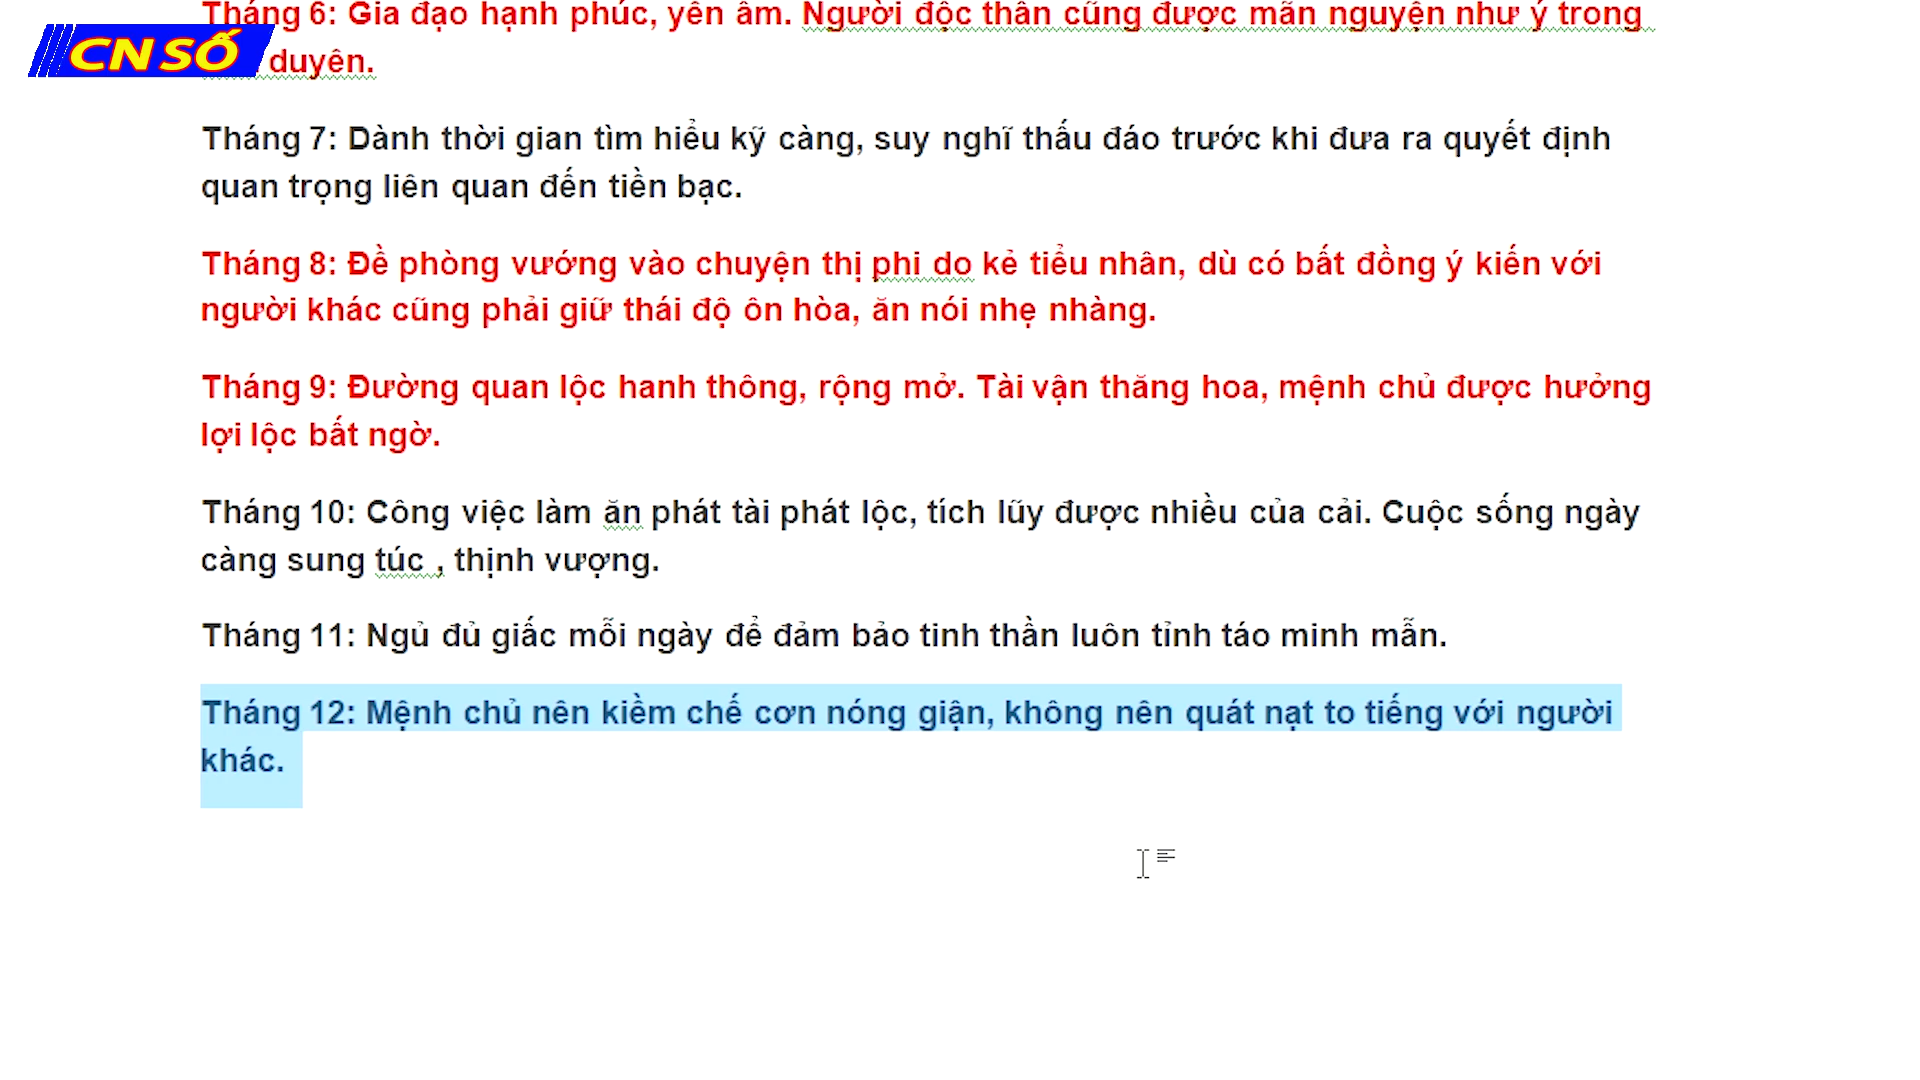 Tháng 6: Gia đạo hạnh phúc, yên ấm. Người độc thân cũng được mãn nguyện như ý trong
CN SỐ
duyên.
Tháng 7: Dành thời gian tìm hiểu kỹ càng, suy nghĩ thấu đáo trước khi đưa ra quyết định
quan trọng liên quan đến tiền bạc.
Tháng 8: Đề phòng vướng vào chuyện thị phi do kẻ tiểu nhân, dù có bất đồng ý kiến với
người khác cũng phải giữ thái độ ôn hòa, ăn nói nhẹ nhàng.
Tháng 9: Đường quan lộc hanh thông, rộng mở. Tài vận thăng hoa, mệnh chủ được hưởng
lợi lộc bất ngờ.
Tháng 10: Công việc làm ăn phát tài phát lộc, tích lũy được nhiều của cải. Cuộc sống ngày
càng sung túc , thịnh vượng.
Tháng 11: Ngủ đủ giấc mỗi ngày để đảm bảo tinh thần luôn tỉnh táo minh mẫn.
Tháng 12: Mệnh chủ nên kiềm chế cơn nóng giận, không nên quát nạt to tiếng với người
khác.